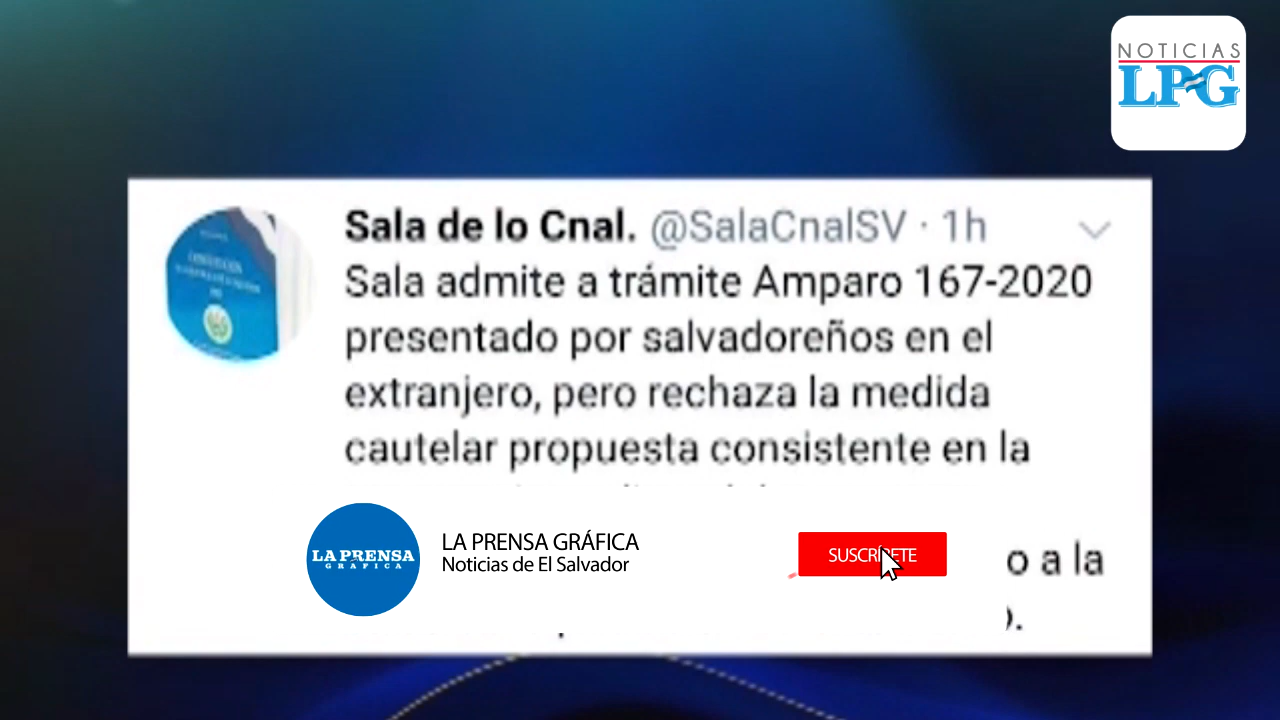 NOTICIAS
LPG
Sala de lo Cnal. @SalaCnalSV · 1h
Sala admite a trámite Amparo 167-2020
presentado por salvadoreños en el
extranjero, pero rechaza la medida
cautelar propuesta consistente en la
LA PRENSA
GRÁFICA
LA PRENSA GRÁFICA
Noticias de El Salvador
SUSCRÍBETE
o a la